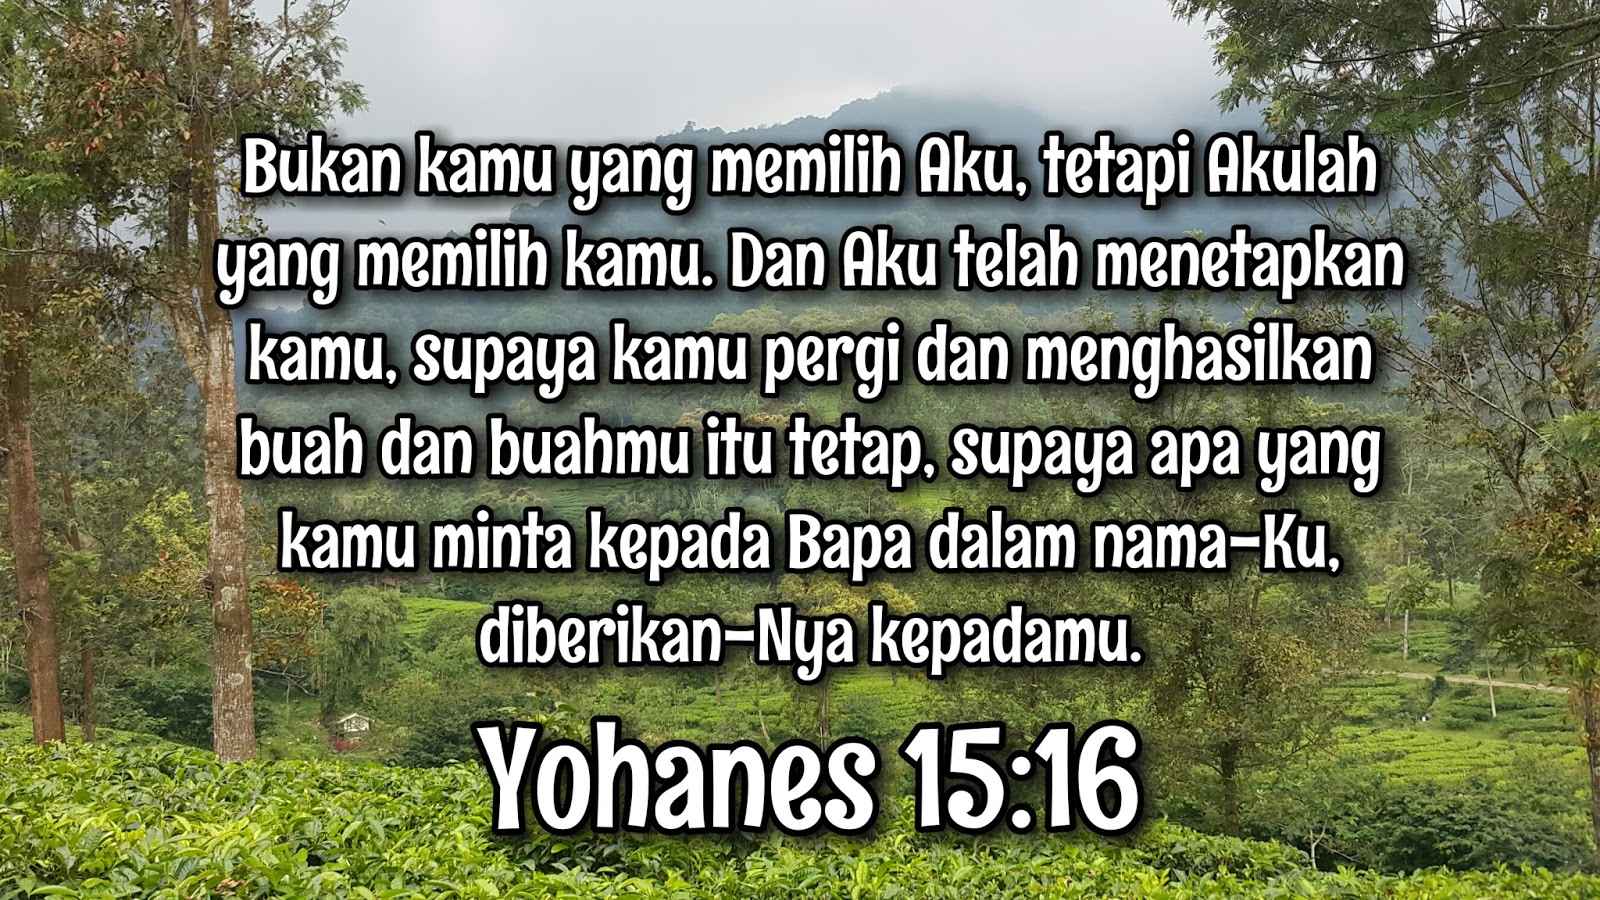 Bukan kamu yang memilih Aku, tetapi Akulah
yang memilih kamu. Dan Aku telah menetapkan
kamu, supaya kamu pergi dan menghasilkan
buah dan buahmu itu tetap, supaya apa yang
kamu minta kepada Bapa dalam nama-Ku,
diberikan-Nya kepadamu.
Yohanes 15:16